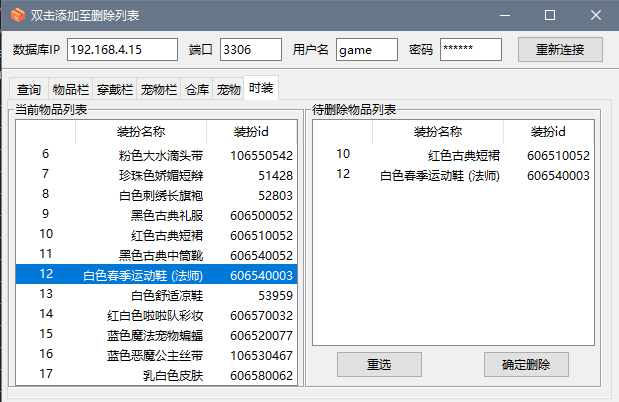 双击添加至删除列表
数据库IP 192.168.4.15 端口 3306 用户名 game 密码 ****** 重新连接
查询 物品栏 穿戴栏 宠物栏 仓库 宠物 时装
当前物品列表
装扮名称 装扮id
6 粉色大水滴头带 106550542
7 珍珠色娇媚短辫 51428
8 白色刺绣长旗袍 52803
9 黑色古典礼服 606500052
10 红色古典短裙 606510052
11 黑色古典中筒靴 606540052
12 白色春季运动鞋 (法师) 606540003
13 白色舒适凉鞋 53959
14 红白色啦啦队彩妆 606570032
15 蓝色魔法宠物蝙蝠 606520077
16 蓝色恶魔公主丝带 106530467
17 乳白色皮肤 606580062
待删除物品列表
装扮名称 装扮id
10 红色古典短裙 606510052
12 白色春季运动鞋 (法师) 606540003
重选 确定删除